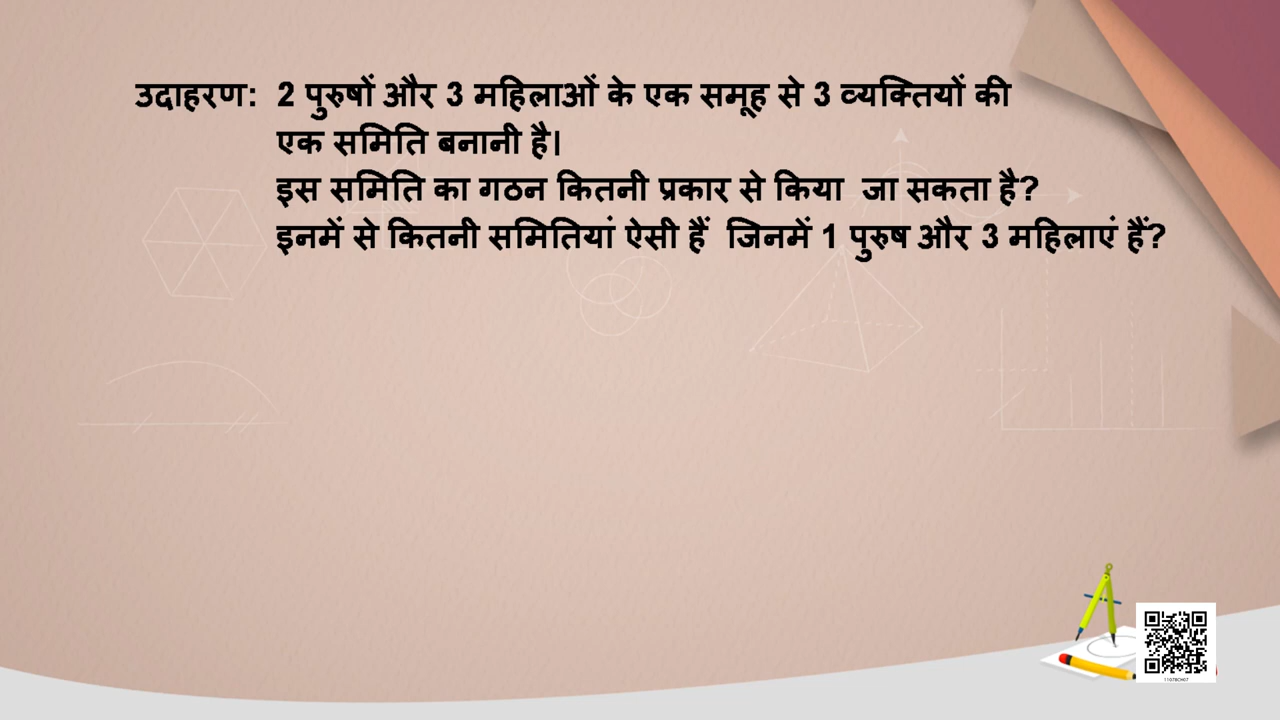 उदाहरण: 2 पुरुषों और 3 महिलाओं के एक समूह से 3 व्यक्तियों की
एक समिति बनानी है।
इस समिति का गठन कितनी प्रकार से किया जा सकता है?
इनमें से कितनी समितियां ऐसी हैं जिनमें 1 पुरुष और 3 महिलाएं हैं?